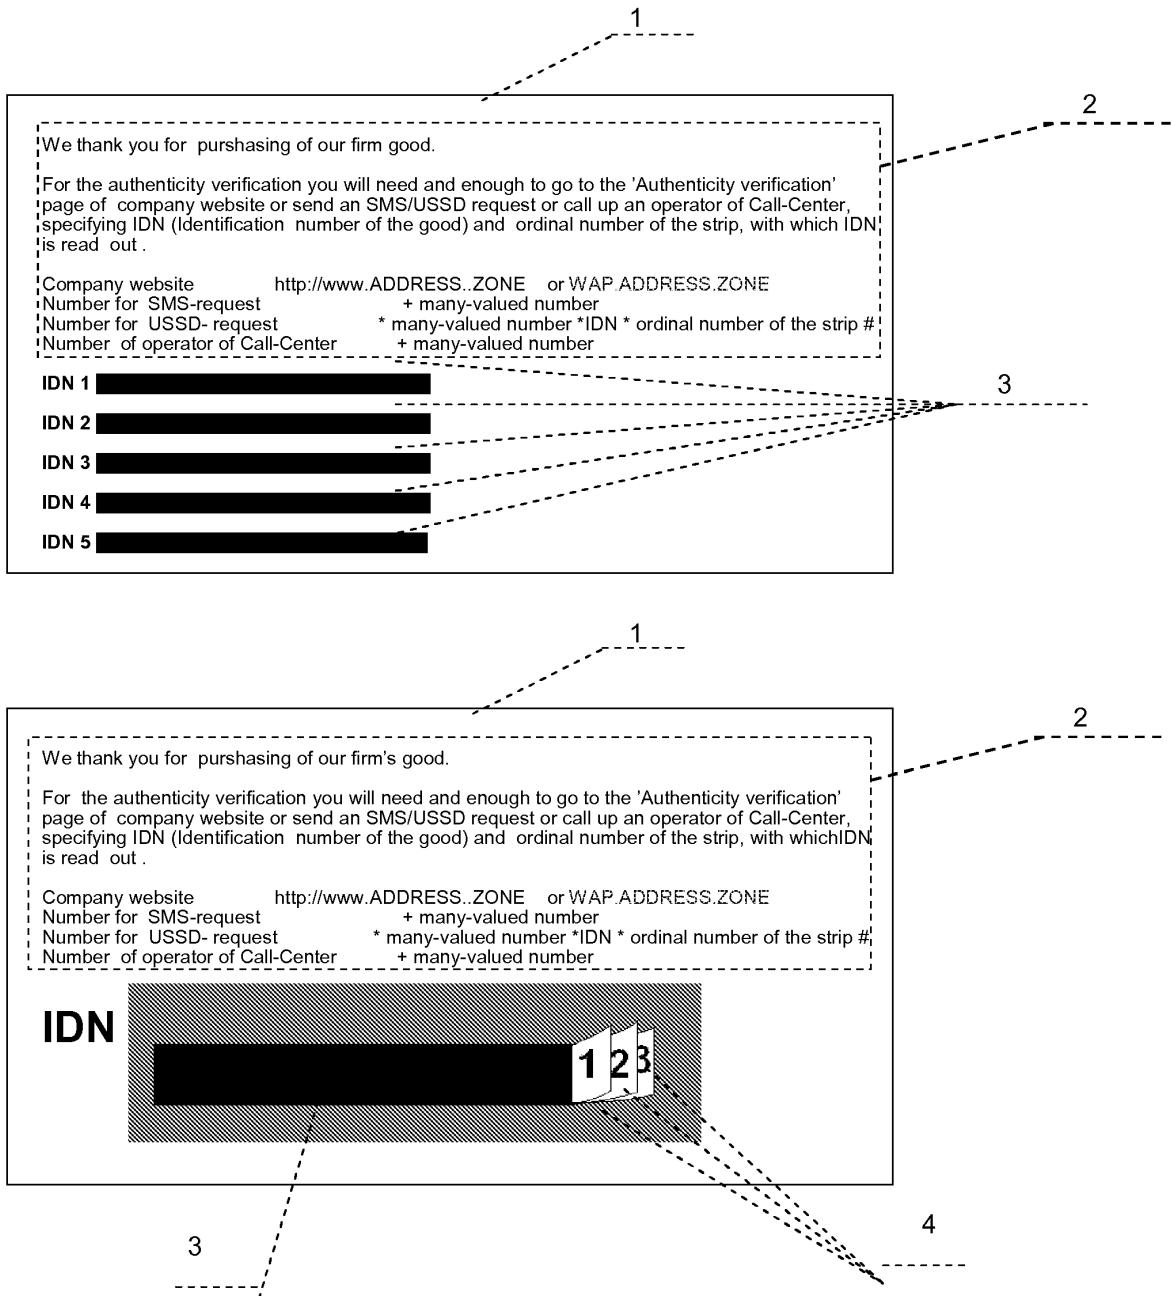 1
2
We thank you for purshasing of our firm good.
For the authenticity verification you will need and enough to go to the 'Authenticity verification'
page of company website or send an SMS/USSD request or call up an operator of Call-Center,
specifying IDN (Identification number of the good) and ordinal number of the strip, with which IDN
is read out .
Company website http://www.ADDRESS..ZONE or WAP.ADDRESS.ZONE
Number for SMS-request + many-valued number
Number for USSD- request * many-valued number *IDN * ordinal number of the strip #
Number of operator of Call-Center + many-valued number
IDN 1
3
IDN 2
IDN 3
IDN 4
IDN 5
1
2
We thank you for purshasing of our firm's good.
For the authenticity verification you will need and enough to go to the 'Authenticity verification'
page of company website or send an SMS/USSD request or call up an operator of Call-Center,
specifying IDN (Identification number of the good) and ordinal number of the strip, with whichIDN
is read out .
Company website http://www.ADDRESS..ZONE or WAP.ADDRESS.ZONE
Number for SMS-request + many-valued number
Number for USSD- request * many-valued number *IDN * ordinal number of the strip #
Number of operator of Call-Center + many-valued number
IDN
1 2 3
4
3